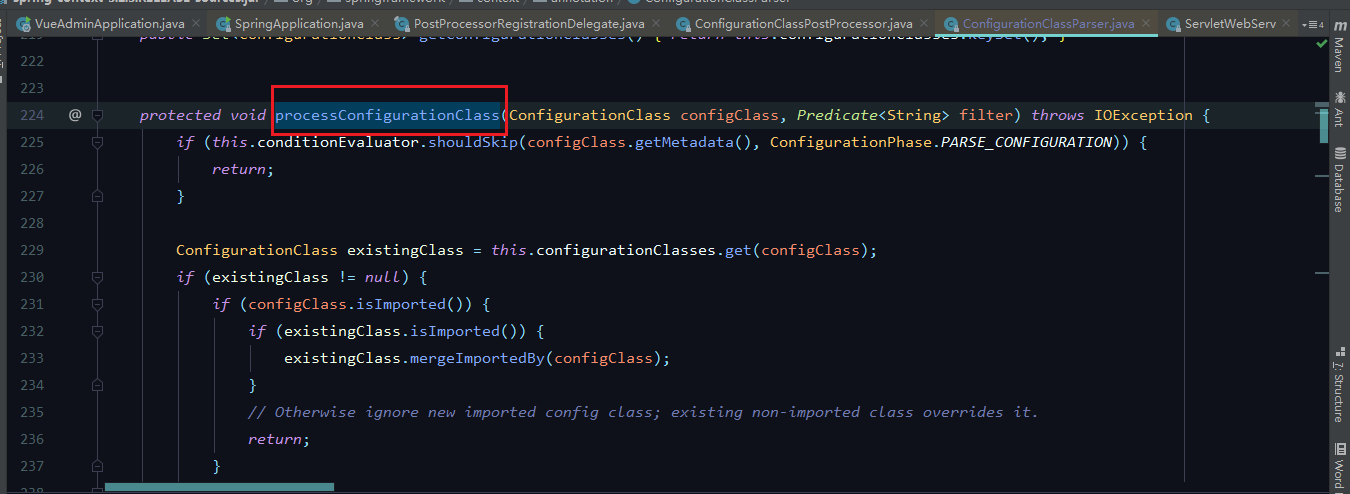 VueAdminApplication.java
SpringApplication.java
PostProcessorRegistrationDelegate.java
ConfigurationClassPostProcessor.java
ConfigurationClassParser.java
ServletWebServ
4
222
223
224 @ protected void processConfigurationClass(ConfigurationClass configClass, Predicate<String> filter) throws IOException {
225 if (this.conditionEvaluator.shouldSkip(configClass.getMetadata(), ConfigurationPhase.PARSE_CONFIGURATION)) {
226 return;
227 }
228
229 ConfigurationClass existingClass = this.configurationClasses.get(configClass);
230 if (existingClass != null) {
231 if (configClass.isImported()) {
232 if (existingClass.isImported()) {
233 existingClass.mergeImportedBy(configClass);
234 }
235 // Otherwise ignore new imported config class; existing non-imported class overrides it.
236 return;
237 }
Maven
Ant
Database
7: Structure
Word